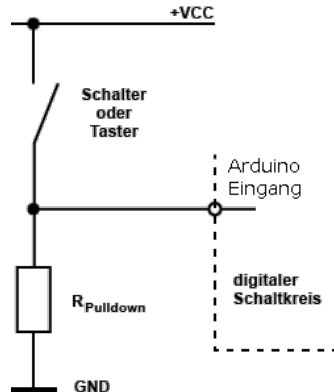 +VCC
Schalter
oder
Taster
Arduino
Eingang
digitaler
Schaltkreis
RPulldown
GND